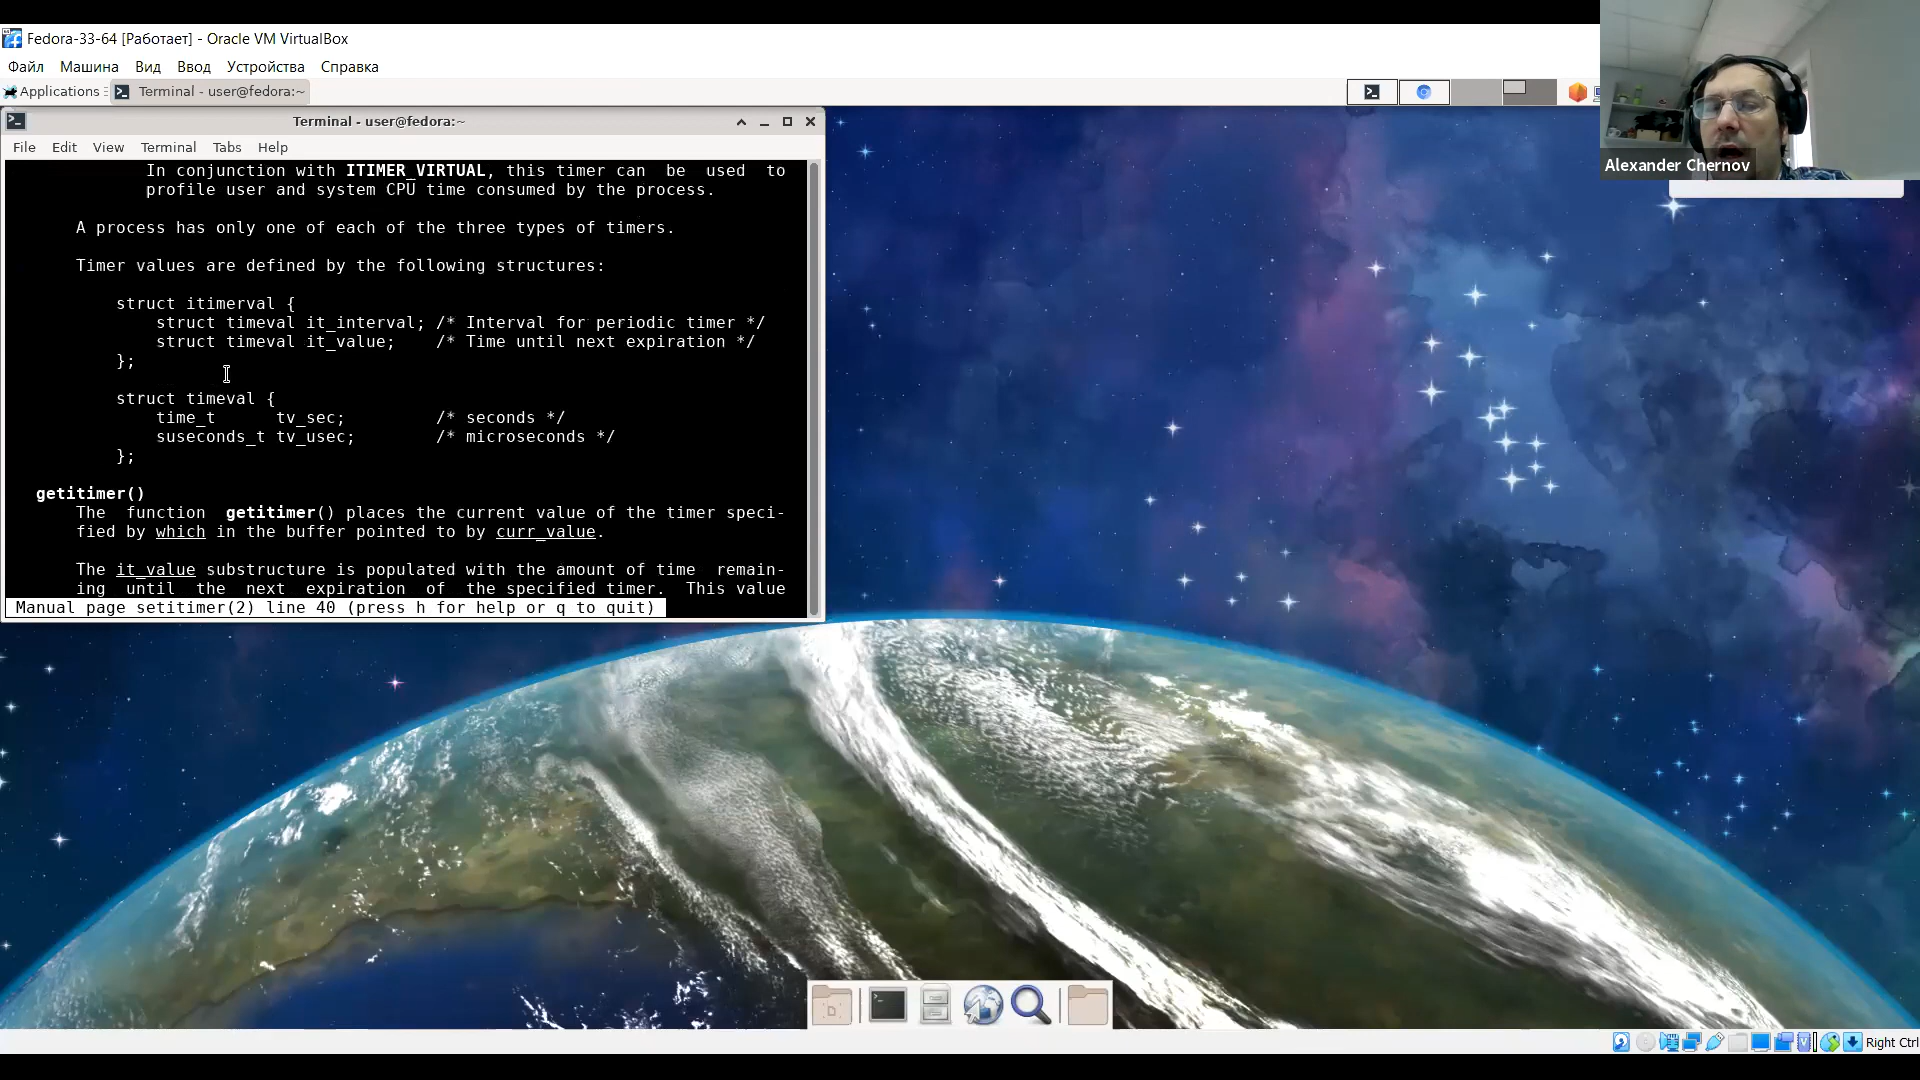 Fedora-33-64 [Работает] - Oracle VM VirtualBox
Файл Машина Вид Ввод Устройства Справка
Applications Terminal - user@fedora:~
Alexander Chernov
Terminal - user@fedora:~
File Edit View Terminal Tabs Help
In conjunction with ITIMER_VIRTUAL, this timer can be used to
profile user and system CPU time consumed by the process.
A process has only one of each of the three types of timers.
Timer values are defined by the following structures:
struct itimerval {
struct timeval it_interval; /* Interval for periodic timer */
struct timeval it_value; /* Time until next expiration */
};
struct timeval {
time_t tv_sec; /* seconds */
suseconds_t tv_usec; /* microseconds */
};
getitimer()
The function getitimer() places the current value of the timer speci-
fied by which in the buffer pointed to by curr_value.
The it_value substructure is populated with the amount of time remain-
ing until the next expiration of the specified timer. This value
Manual page setitimer(2) line 40 (press h for help or q to quit)
Right Ctrl